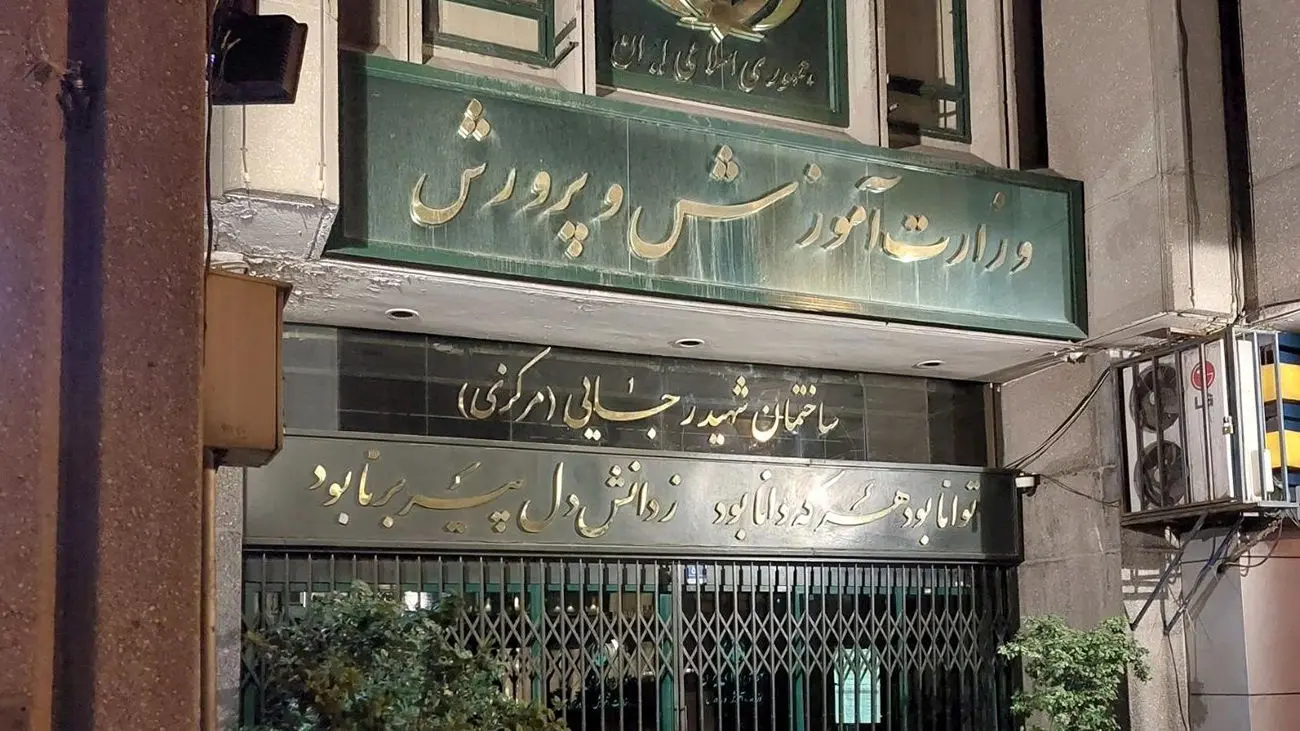 جمهوری اسلامی ایران
وزارت آموزش و پرورش
ساختمان شهید رجایی (مرکزی)
توانا بود هر که دانا بود ز دانش دل پیر برنا بود
LG